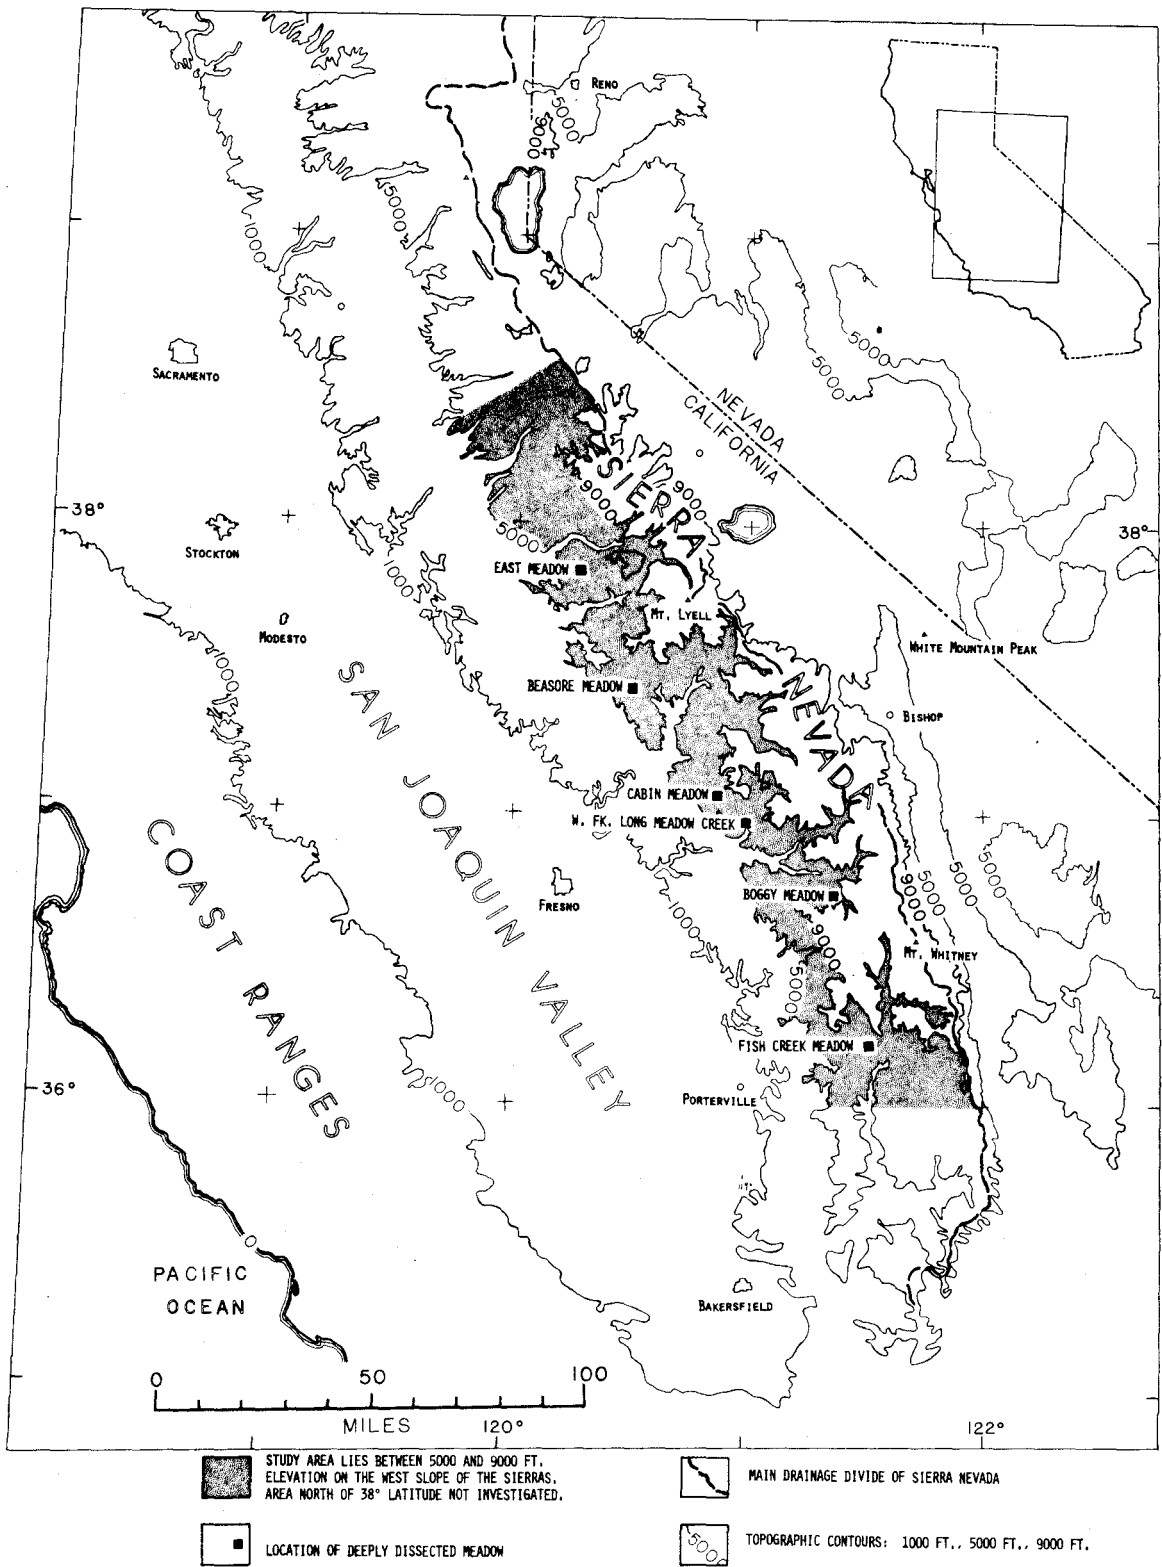 RENO
5000
9000
1000
5000
SACRAMENTO
5000
5000
NEVADA
CALIFORNIA
SIERRA
NEVADA
9000
9000
38°
38°
5000
STOCKTON
EAST MEADOW
1000
MODESTO
MT. LYELL
WHITE MOUNTAIN PEAK
1000
BEASORE MEADOW
BISHOP
SAN JOAQUIN VALLEY
CABIN MEADOW
W. FK. LONG MEADOW CREEK
COAST RANGES
5000
5000
5000
9000
FRESNO
BOGGY MEADOW
1000
9000
5000
MT. WHITNEY
FISH CREEK MEADOW
36°
1000
PORTERVILLE
0
PACIFIC
OCEAN
BAKERSFIELD
0 50 100
MILES
120°
122°
STUDY AREA LIES BETWEEN 5000 AND 9000 FT.
ELEVATION ON THE WEST SLOPE OF THE SIERRAS.
AREA NORTH OF 38° LATITUDE NOT INVESTIGATED.
MAIN DRAINAGE DIVIDE OF SIERRA NEVADA
LOCATION OF DEEPLY DISSECTED MEADOW
5000
TOPOGRAPHIC CONTOURS: 1000 FT., 5000 FT., 9000 FT.